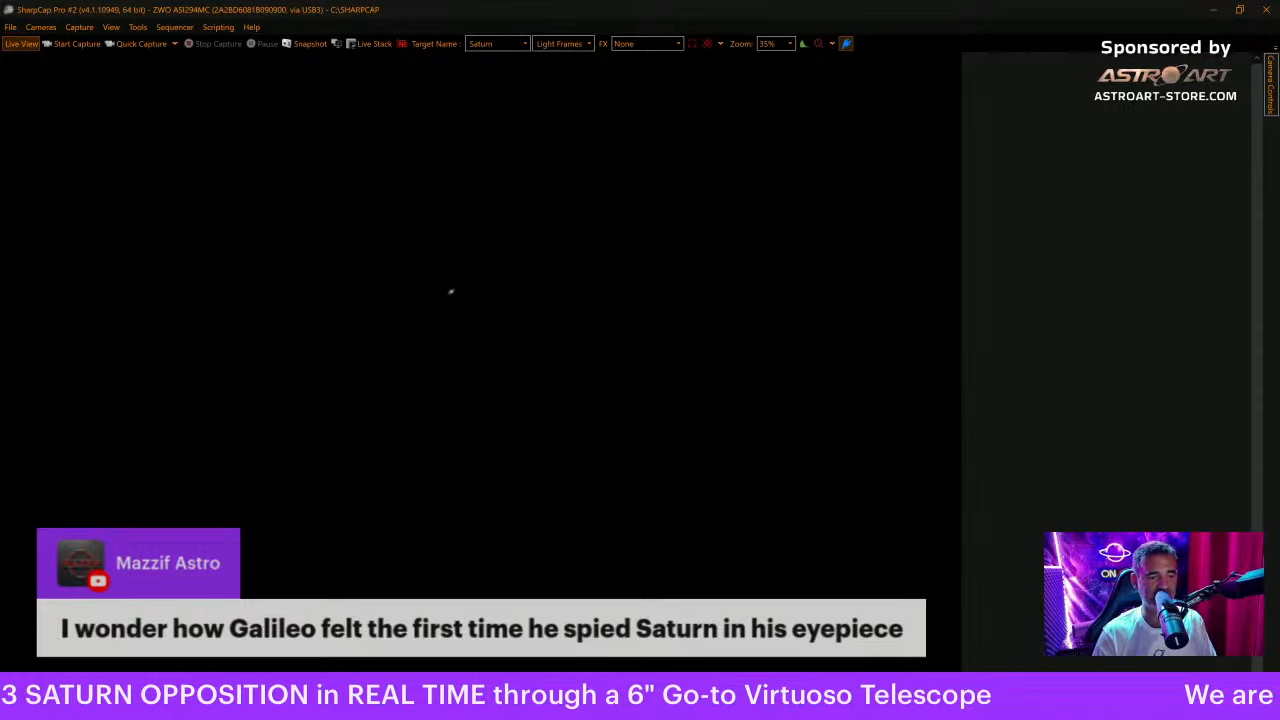 SharpCap Pro #2 (v4.1.10949, 64 bit) - ZWO ASI294MC (2A2BD6081B090900, via USB3) - C:\SHARPCAP
File Cameras Capture View Tools Sequencer Scripting Help
Live View Start Capture Quick Capture Stop Capture Pause Snapshot Live Stack Target Name : Saturn Light Frames FX None Zoom: 35%
Sponsored by
ASTROART
ASTROART-STORE.COM
Camera Controls
Mazzif Astro
I wonder how Galileo felt the first time he spied Saturn in his eyepiece
ON
3 SATURN OPPOSITION in REAL TIME through a 6" Go-to Virtuoso Telescope We are